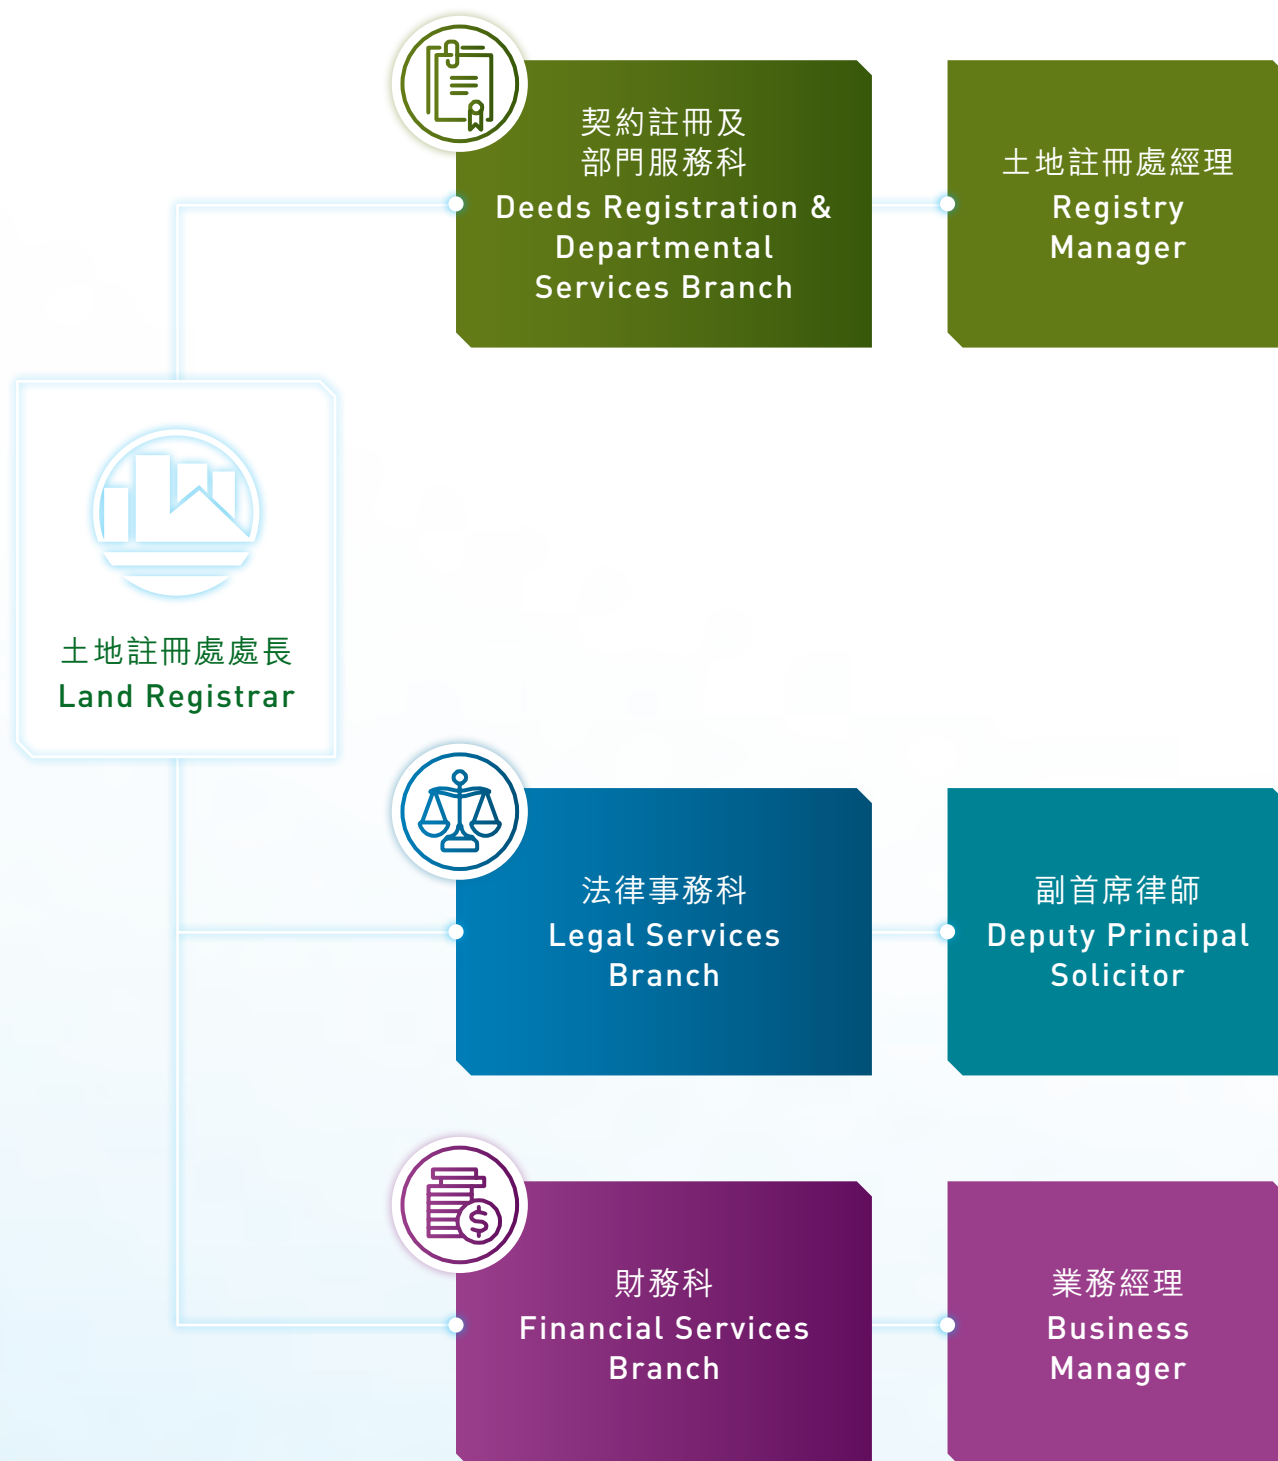 契約註冊及
部門服務科
Deeds Registration &
Departmental
Services Branch
土地註冊處經理
Registry
Manager
土地註冊處處長
Land Registrar
法律事務科
Legal Services
Branch
副首席律師
Deputy Principal
Solicitor
財務科
Financial Services
Branch
業務經理
Business
Manager